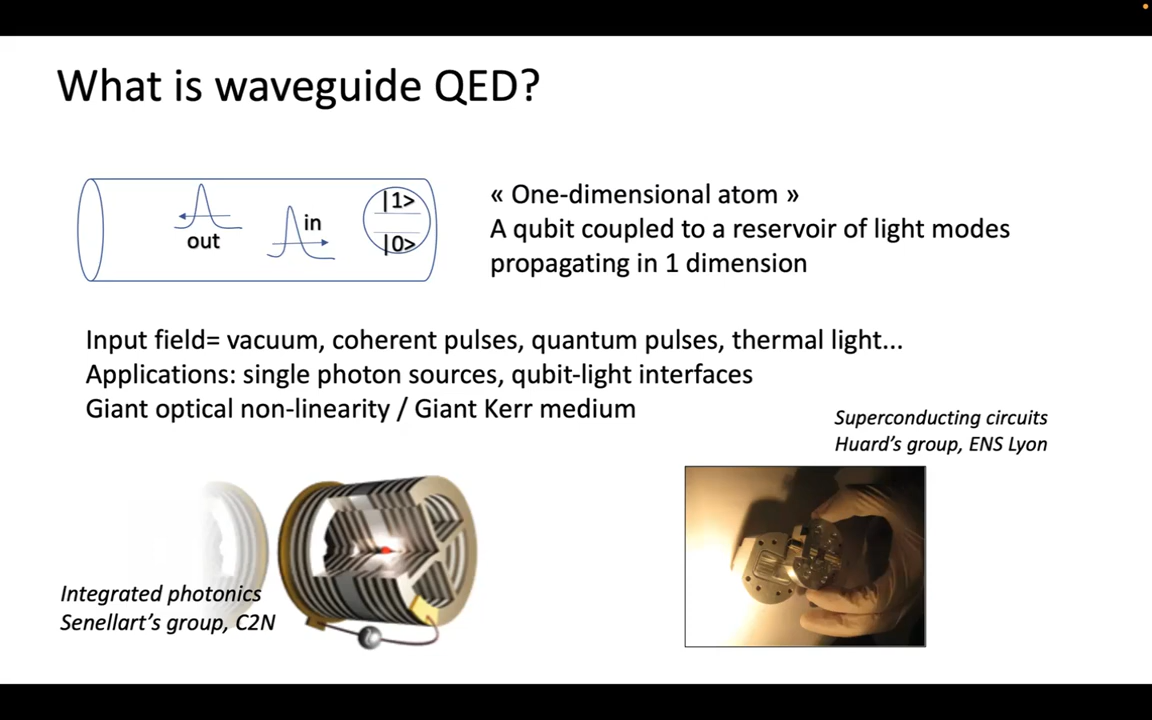 What is waveguide QED?
|1>
in
out
|0>
« One-dimensional atom »
A qubit coupled to a reservoir of light modes
propagating in 1 dimension
Input field= vacuum, coherent pulses, quantum pulses, thermal light...
Applications: single photon sources, qubit-light interfaces
Giant optical non-linearity / Giant Kerr medium
Superconducting circuits
Huard's group, ENS Lyon
Integrated photonics
Senellart's group, C2N